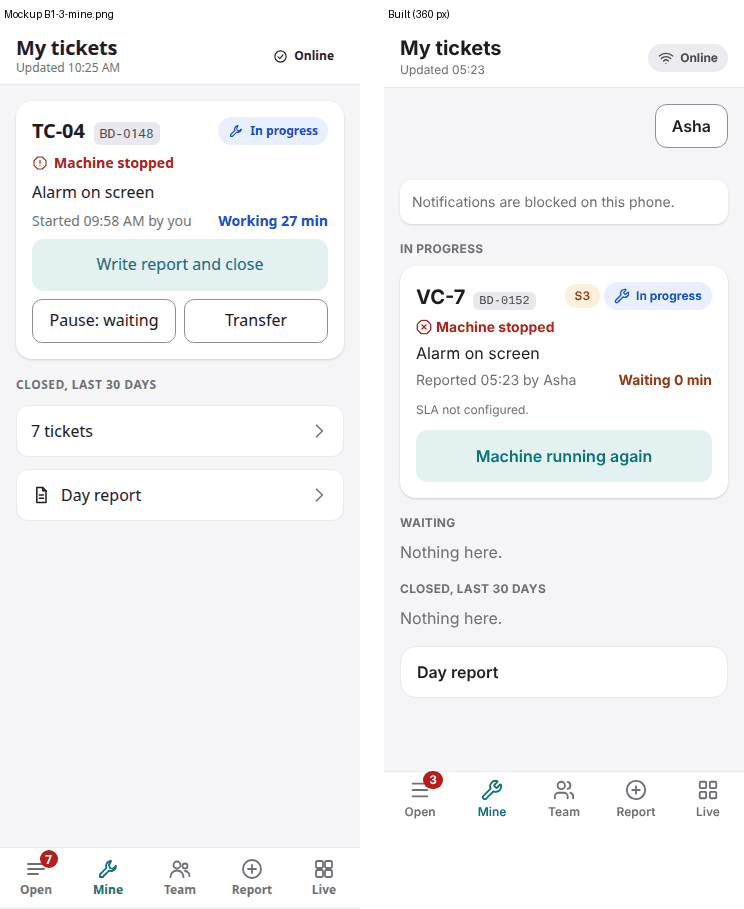 Mockup B1-3-mine.png
My tickets
Updated 10:25 AM
Online
TC-04 BD-0148 In progress
Machine stopped
Alarm on screen
Started 09:58 AM by you Working 27 min
Write report and close
Pause: waiting Transfer
CLOSED, LAST 30 DAYS
7 tickets
Day report
7
Open Mine Team Report Live
Built (360 px)
My tickets
Updated 05:23
Online
Asha
Notifications are blocked on this phone.
IN PROGRESS
VC-7 BD-0152 S3 In progress
Machine stopped
Alarm on screen
Reported 05:23 by Asha Waiting 0 min
SLA not configured.
Machine running again
WAITING
Nothing here.
CLOSED, LAST 30 DAYS
Nothing here.
Day report
3
Open Mine Team Report Live